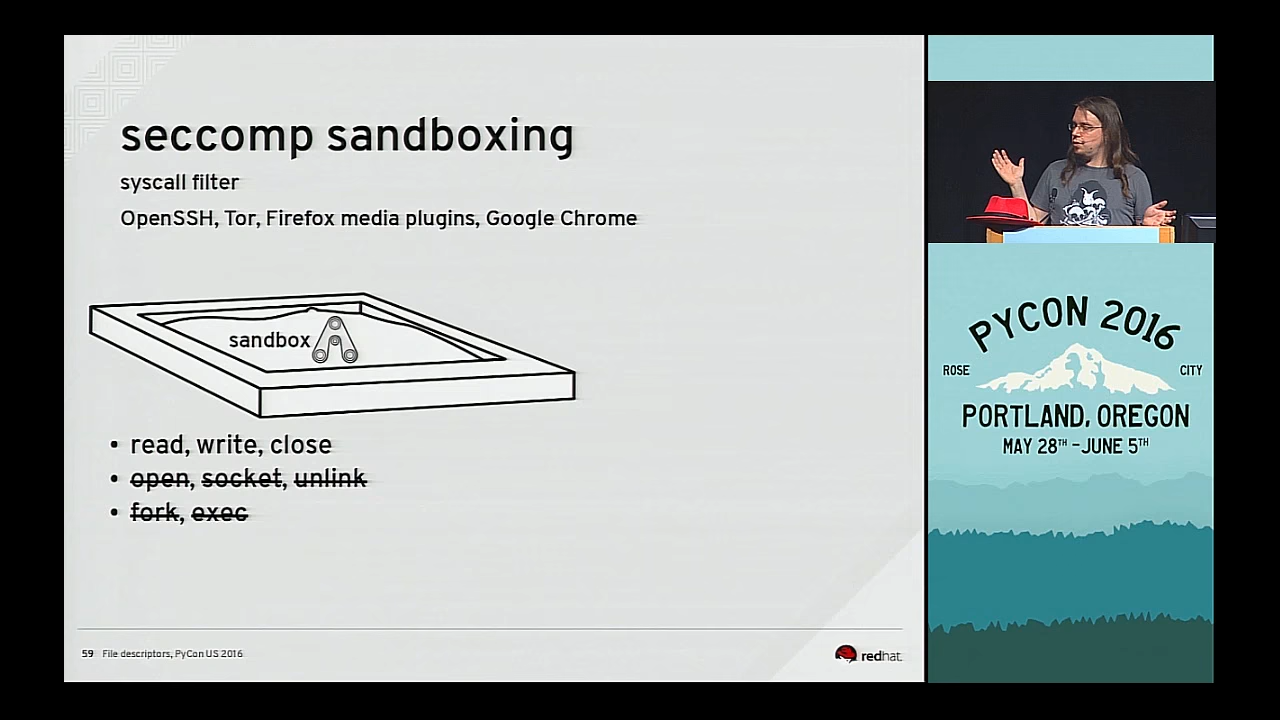 seccomp sandboxing
syscall filter
OpenSSH, Tor, Firefox media plugins, Google Chrome
sandbox
• read, write, close
• open, socket, unlink
• fork, exec
59 File descriptors, PyCon US 2016
redhat.
PYCON 2016
ROSE CITY
PORTLAND, OREGON
MAY 28TH - JUNE 5TH